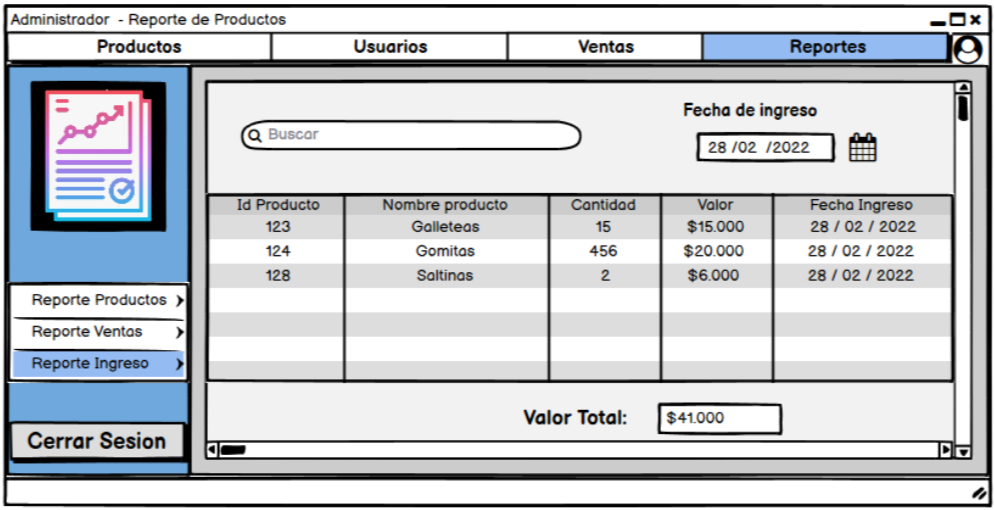 Administrador - Reporte de Productos
Productos Usuarios Ventas Reportes
Fecha de ingreso
Buscar
28 /02 /2022
Id Producto Nombre producto Cantidad Valor Fecha Ingreso
123 Galleteas 15 $15.000 28 / 02 / 2022
124 Gomitas 456 $20.000 28 / 02 / 2022
128 Saltinas 2 $6.000 28 / 02 / 2022
Reporte Productos
Reporte Ventas
Reporte Ingreso
Valor Total: $41.000
Cerrar Sesion